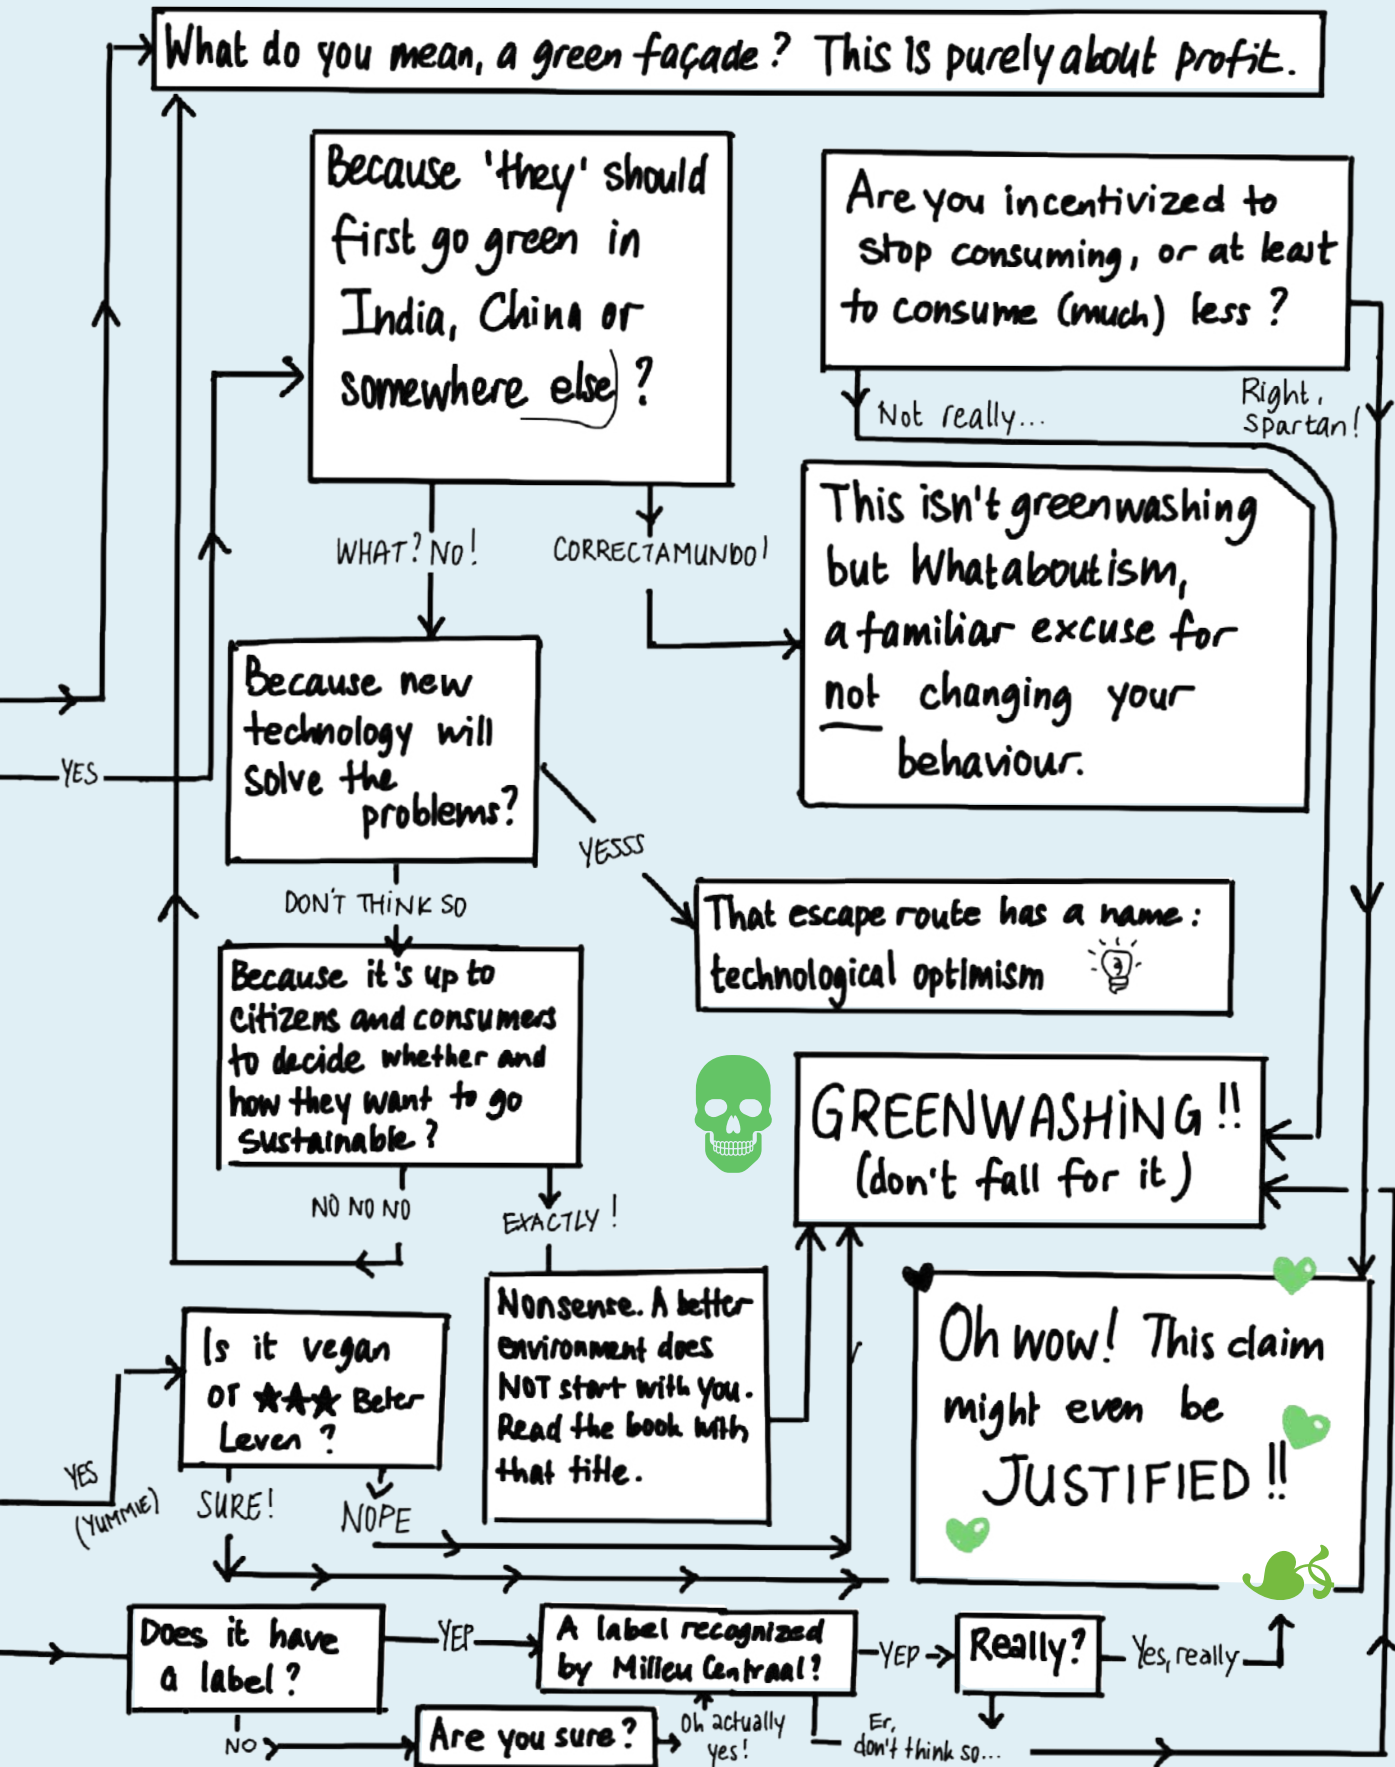 What do you mean, a green façade? This is purely about profit.
Because 'they' should
first go green in
India, China or
somewhere else)?
Are you incentivized to
stop consuming, or at least
to consume (much) less?
Not really...
Right,
spartan!
WHAT? NO!
CORRECTAMUNDO!
This isn't greenwashing
but Whataboutism,
a familiar excuse for
not changing your
behaviour.
Because new
technology will
solve the
problems?
YES
YESSS
DON'T THINK SO
That escape route has a name:
technological optimism
Because it's up to
citizens and consumers
to decide whether and
how they want to go
sustainable?
GREENWASHING!!
(don't fall for it)
NO NO NO
EXACTLY!
Nonsense. A better
environment does
NOT start with you.
Read the book with
that title.
Oh wow! This claim
might even be
JUSTIFIED!!
Is it vegan
or ★★★ Beter
Leven?
YES
(YUMMIE)
SURE!
NOPE
Does it have
a label?
YEP
A label recognized
by Milieu Centraal?
YEP
Really?
Yes, really
NO
Are you sure?
Oh actually
yes!
Er,
don't think so...